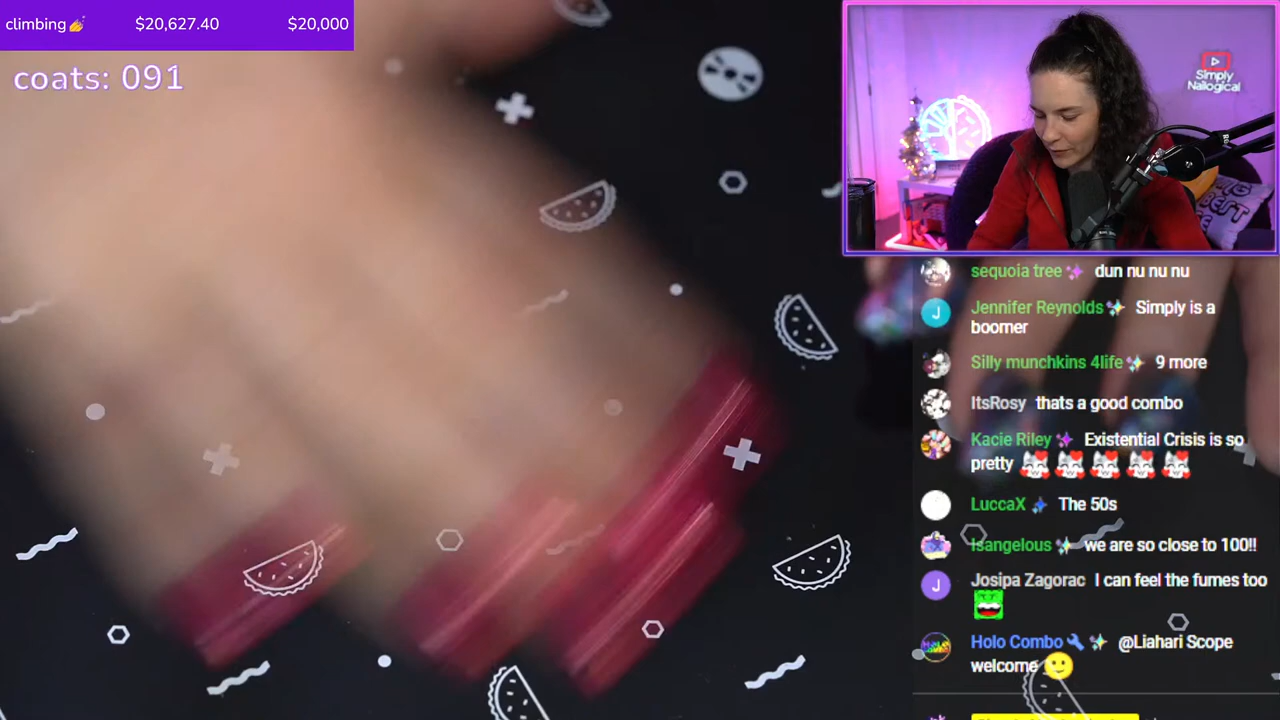 climbing💅 $20,627.40 $20,000
coats: 091
Simply
Nailogical
sequoia tree dun nu nu nu
Jennifer Reynolds Simply is a
boomer
Silly munchkins 4life 9 more
ItsRosy thats a good combo
Kacie Riley Existential Crisis is so
pretty
LuccaX The 50s
Isangelous we are so close to 100!!
J
Josipa Zagorac I can feel the fumes too
J
Holo Combo @Liahari Scope
welcome 🙂